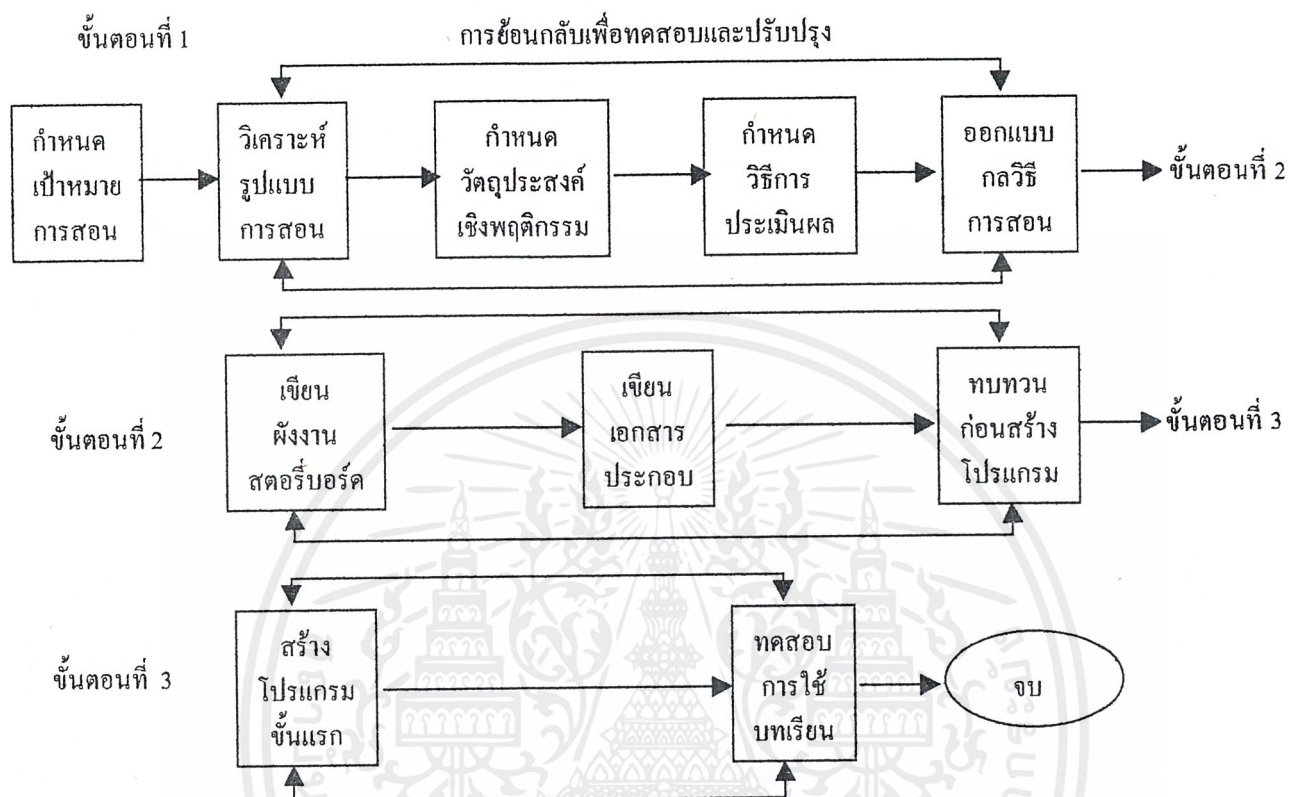 ขั้นตอนที่ 1
การย้อนกลับเพื่อทดสอบและปรับปรุง
กำหนด
เป้าหมาย
การสอน
วิเคราะห์
รูปแบบ
การสอน
กำหนด
วัตถุประสงค์
เชิงพฤติกรรม
กำหนด
วิธีการ
ประเมินผล
ออกแบบ
กลวิธี
การสอน
ขั้นตอนที่ 2
ขั้นตอนที่ 2
เขียน
ผังงาน
สตอรี่บอร์ด
เขียน
เอกสาร
ประกอบ
ทบทวน
ก่อนสร้าง
โปรแกรม
ขั้นตอนที่ 3
ขั้นตอนที่ 3
สร้าง
โปรแกรม
ขั้นแรก
ทดสอบ
การใช้
บทเรียน
จบ